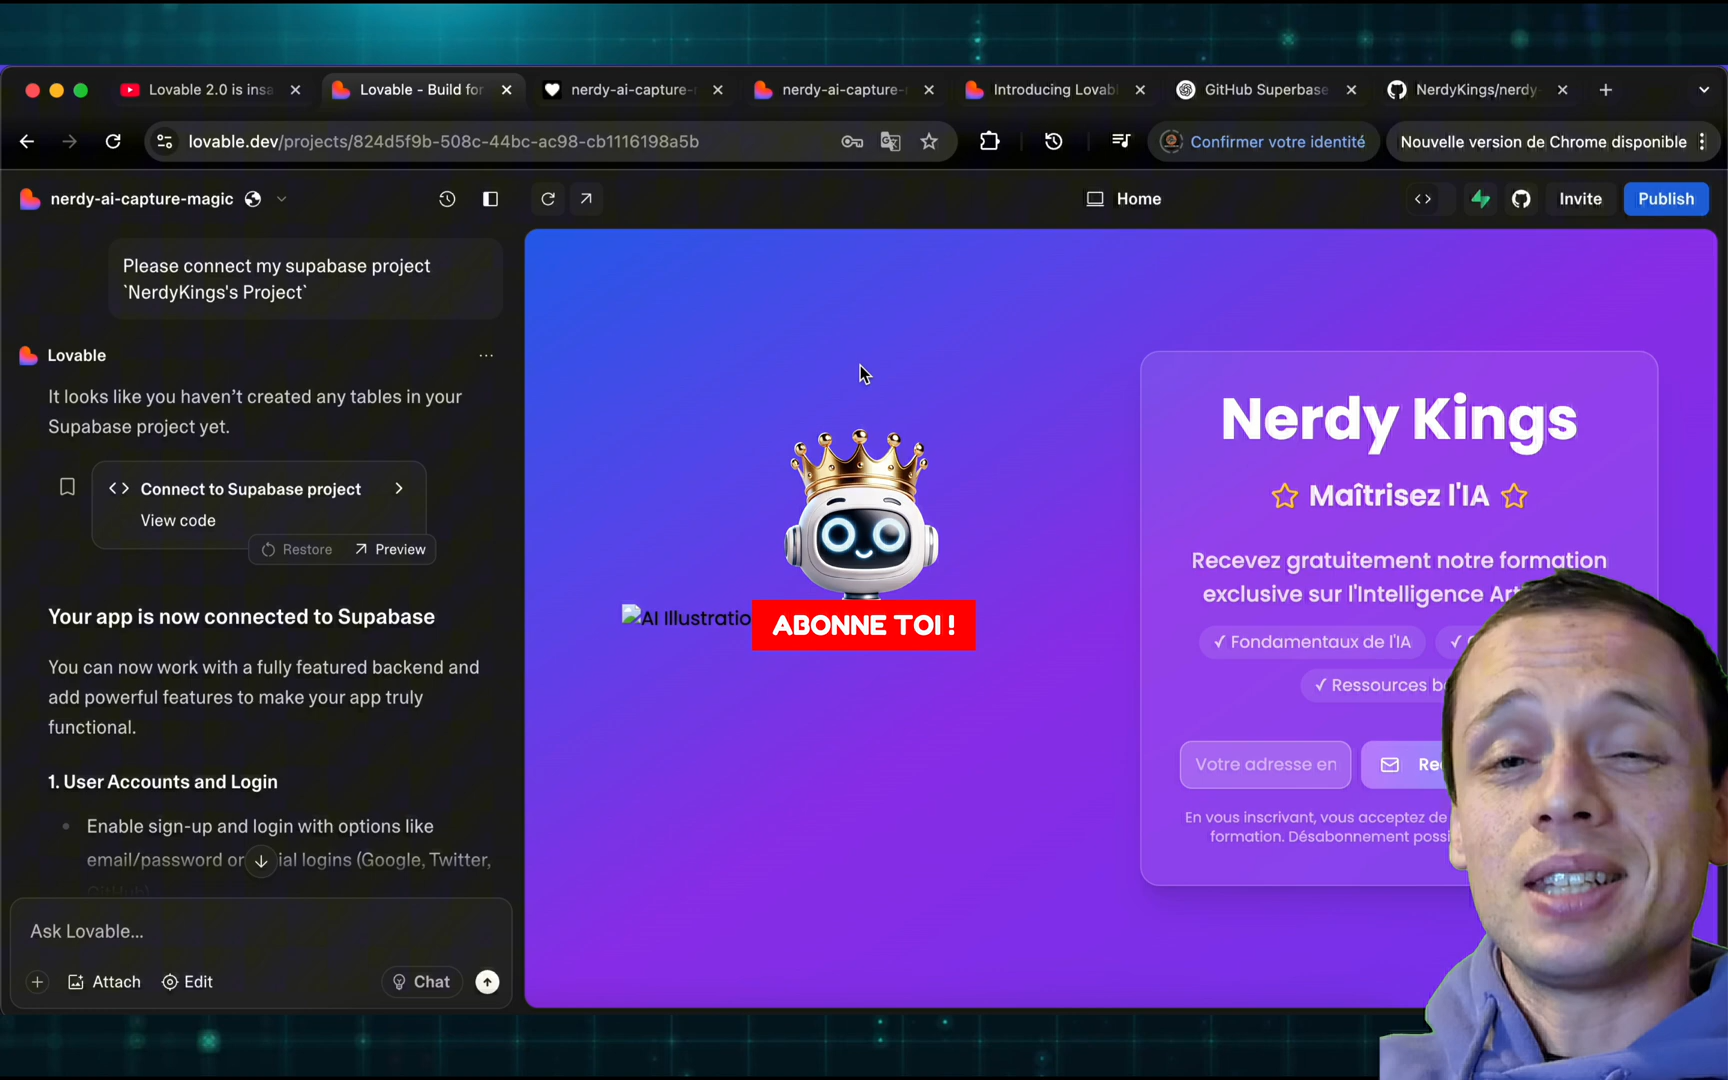 Lovable 2.0 is insa
Lovable - Build for
nerdy-ai-capture-
nerdy-ai-capture-
Introducing Lovabl
GitHub Superbase
NerdyKings/nerdy-
lovable.dev/projects/824d5f9b-508c-44bc-ac98-cb1116198a5b
Confirmer votre identité
Nouvelle version de Chrome disponible
nerdy-ai-capture-magic
Home
Invite
Publish
Please connect my supabase project
`NerdyKings's Project`
Lovable
It looks like you haven't created any tables in your
Supabase project yet.
Connect to Supabase project
View code
Restore
Preview
Your app is now connected to Supabase
You can now work with a fully featured backend and
add powerful features to make your app truly
functional.
1. User Accounts and Login
Enable sign-up and login with options like
email/password or ial logins (Google, Twitter,
GitHub)
Ask Lovable...
Attach
Edit
Chat
AI Illustratio
ABONNE TOI !
Nerdy Kings
Maîtrisez l'IA
Recevez gratuitement notre formation
exclusive sur l'Intelligence Art
✓ Fondamentaux de l'IA
✓
✓ Ressources b
Votre adresse en
Re
En vous inscrivant, vous acceptez de
formation. Désabonnement possi